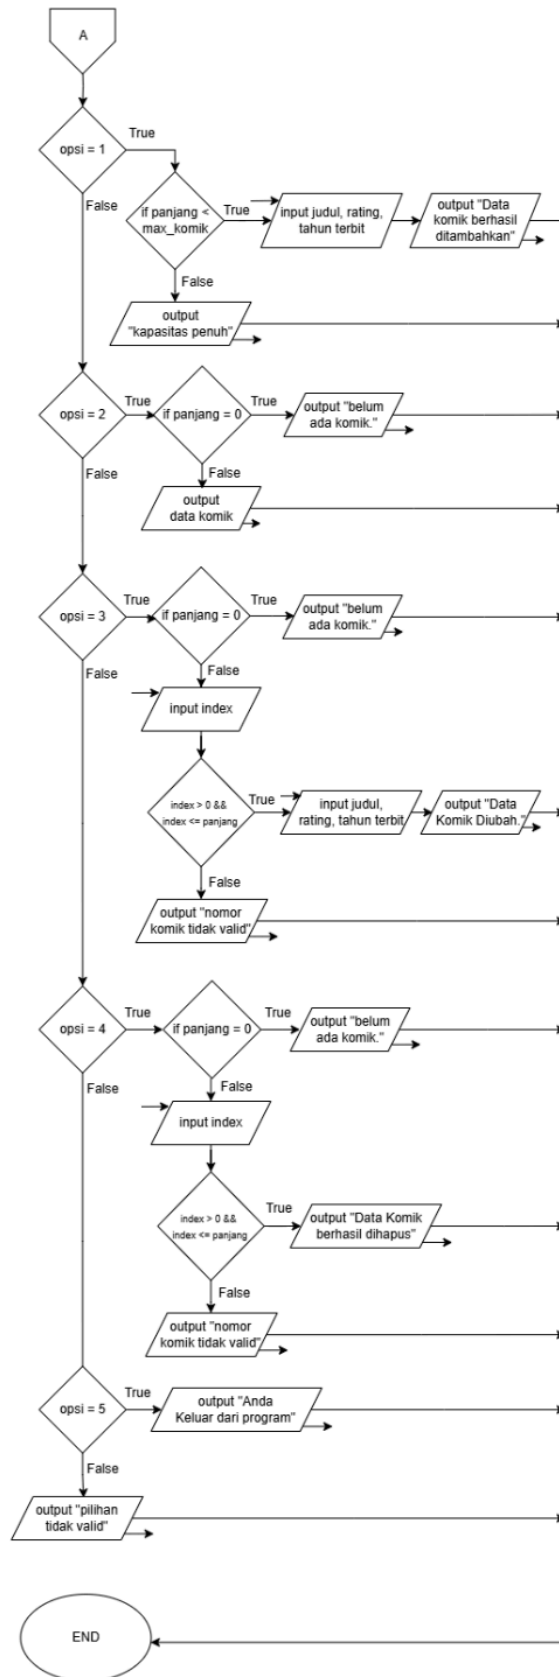 A
opsi = 1
True
False
if panjang <
max_komik
True
input judul, rating,
tahun terbit
output "Data
komik berhasil
ditambahkan"
False
output
"kapasitas penuh"
opsi = 2
True
if panjang = 0
True
output "belum
ada komik."
False
False
output
data komik
opsi = 3
True
if panjang = 0
True
output "belum
ada komik."
False
False
input index
index > 0 &&
index <= panjang
True
input judul,
rating, tahun terbit
output "Data
Komik Diubah."
False
output "nomor
komik tidak valid"
opsi = 4
True
if panjang = 0
True
output "belum
ada komik."
False
False
input index
index > 0 &&
index <= panjang
True
output "Data Komik
berhasil dihapus"
False
output "nomor
komik tidak valid"
opsi = 5
True
output "Anda
Keluar dari program"
False
output "pilihan
tidak valid"
END